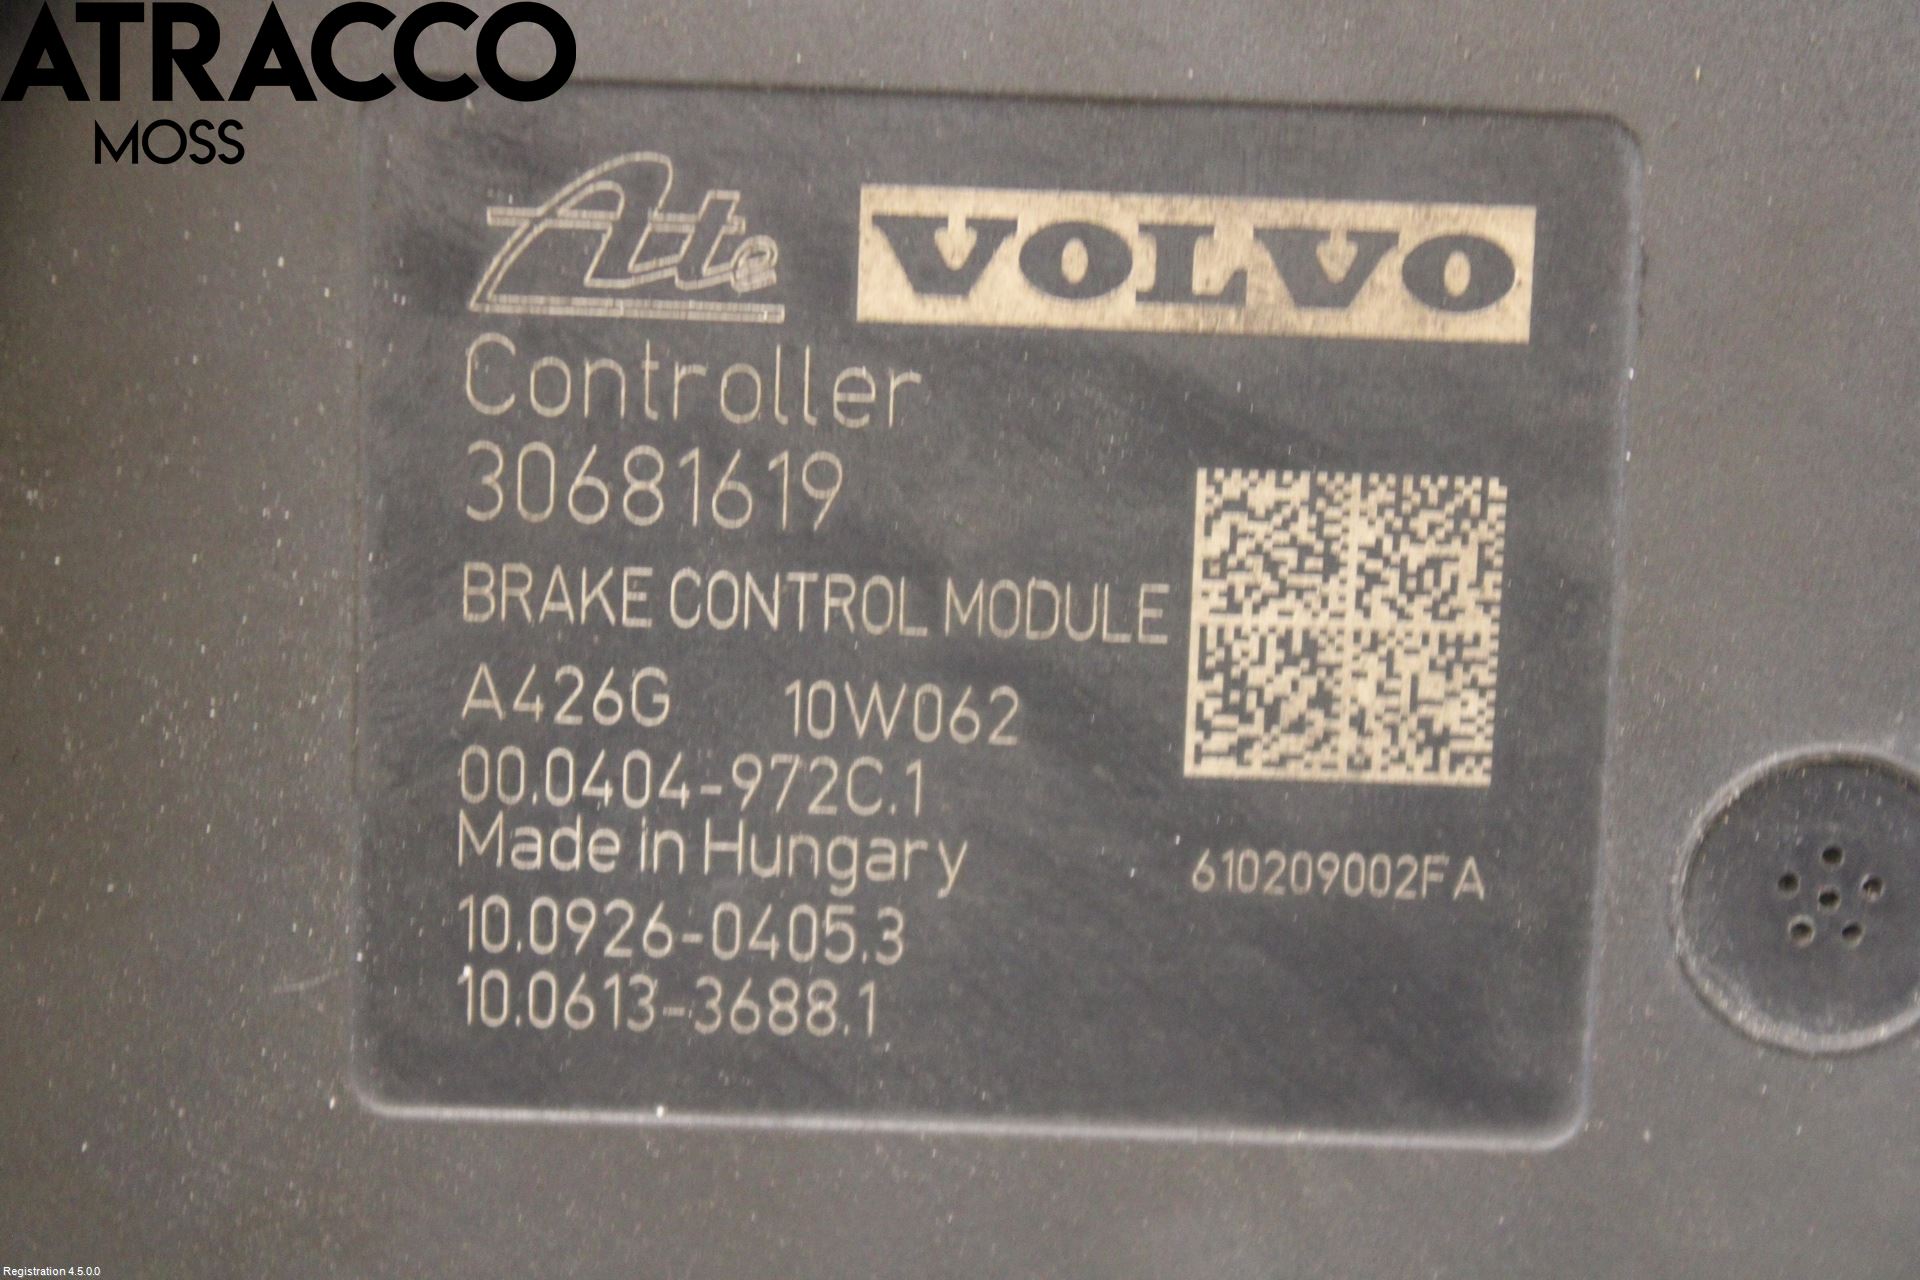 ATRACCO
MOSS
Ate VOLVO
Controller
30681619
BRAKE CONTROL MODULE
A426G 10W062
00.0404-972C.1
Made in Hungary
610209002FA
10.0926-0405.3
10.0613-3688.1
Registration 4.5.0.0